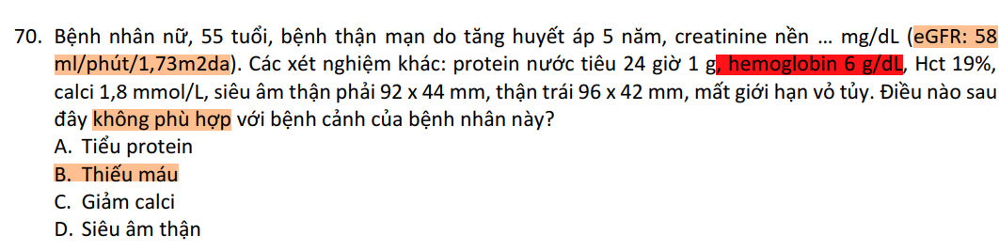 70. Bệnh nhân nữ, 55 tuổi, bệnh thận mạn do tăng huyết áp 5 năm, creatinine nền ... mg/dL (eGFR: 58
ml/phút/1,73m2da). Các xét nghiệm khác: protein nước tiêu 24 giờ 1 g, hemoglobin 6 g/dL, Hct 19%,
calci 1,8 mmol/L, siêu âm thận phải 92 x 44 mm, thận trái 96 x 42 mm, mất giới hạn vỏ tủy. Điều nào sau
đây không phù hợp với bệnh cảnh của bệnh nhân này?
A. Tiểu protein
B. Thiếu máu
C. Giảm calci
D. Siêu âm thận